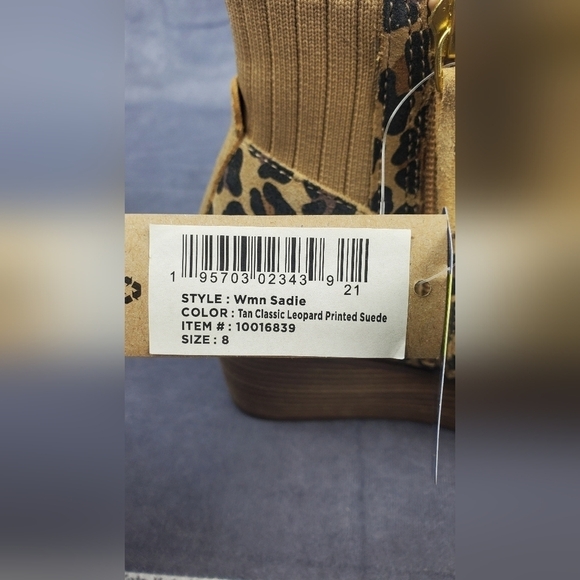 1 95703 02343 9
21
STYLE : Wmn Sadie
COLOR : Tan Classic Leopard Printed Suede
ITEM # : 10016839
SIZE : 8